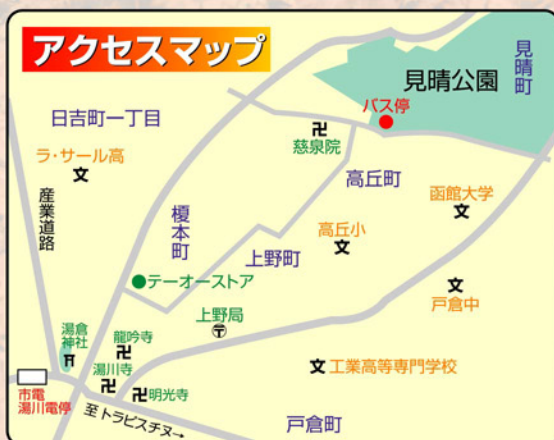 アクセスマップ
見晴町
見晴公園
バス停
日吉町一丁目
卍
慈泉院
ラ・サール高
文
高丘町
函館大学
文
産業道路
榎本町
高丘小
文
上野町
テーオーストア
文
戸倉中
上野局
〒
湯倉
神社
龍吟寺
卍
湯川寺
卍
卍明光寺
文 工業高等専門学校
市電
湯川電停
至 トラピスチヌ→
戸倉町